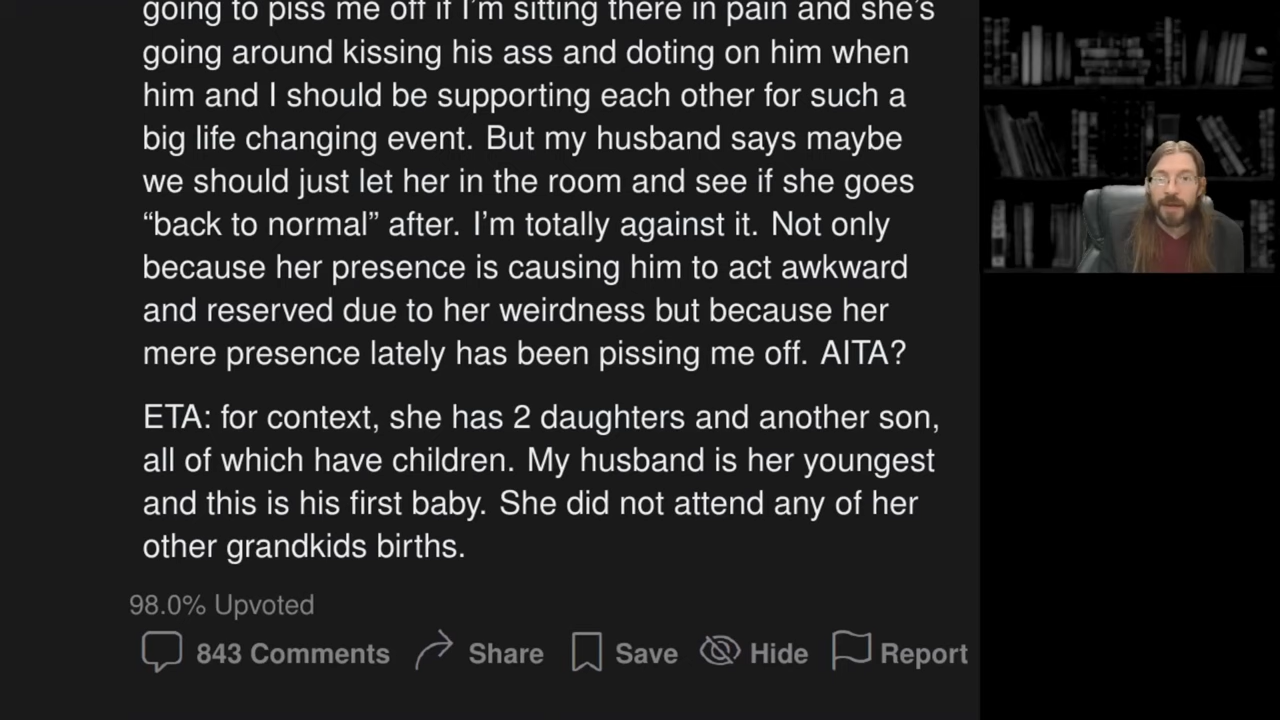 going to piss me off if I'm sitting there in pain and she's
going around kissing his ass and doting on him when
him and I should be supporting each other for such a
big life changing event. But my husband says maybe
we should just let her in the room and see if she goes
“back to normal” after. I'm totally against it. Not only
because her presence is causing him to act awkward
and reserved due to her weirdness but because her
mere presence lately has been pissing me off. AITA?
ETA: for context, she has 2 daughters and another son,
all of which have children. My husband is her youngest
and this is his first baby. She did not attend any of her
other grandkids births.
98.0% Upvoted
843 Comments Share Save Hide Report